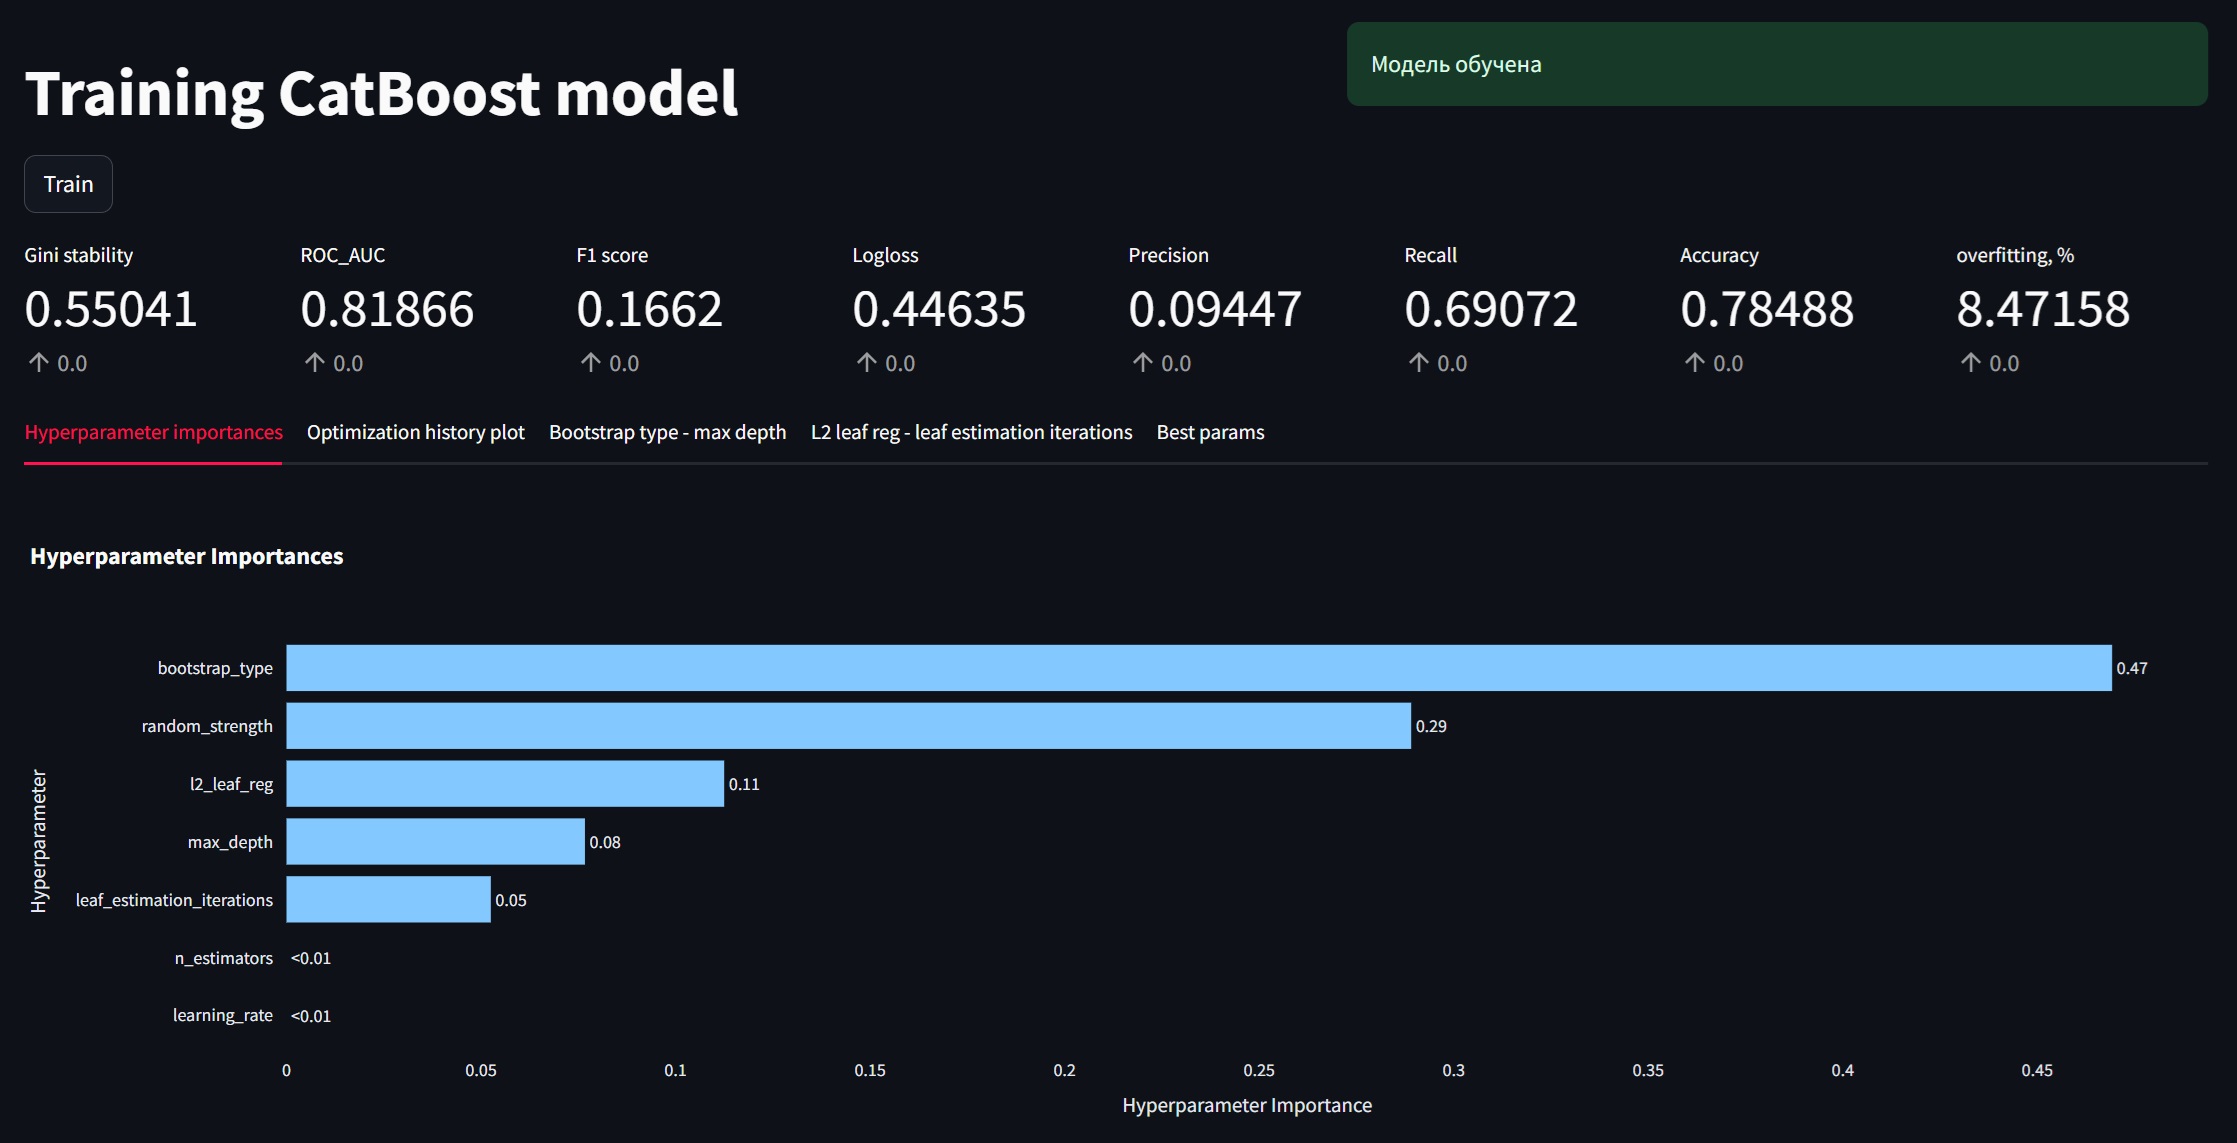 Модель обучена
Training CatBoost model
Train
Gini stability ROC_AUC F1 score Logloss Precision Recall Accuracy overfitting, %
0.55041 0.81866 0.1662 0.44635 0.09447 0.69072 0.78488 8.47158
↑ 0.0 ↑ 0.0 ↑ 0.0 ↑ 0.0 ↑ 0.0 ↑ 0.0 ↑ 0.0 ↑ 0.0
Hyperparameter importances Optimization history plot Bootstrap type - max depth L2 leaf reg - leaf estimation iterations Best params
Hyperparameter Importances
Hyperparameter
bootstrap_type 0.47
random_strength 0.29
l2_leaf_reg 0.11
max_depth 0.08
leaf_estimation_iterations 0.05
n_estimators <0.01
learning_rate <0.01
0 0.05 0.1 0.15 0.2 0.25 0.3 0.35 0.4 0.45
Hyperparameter Importance